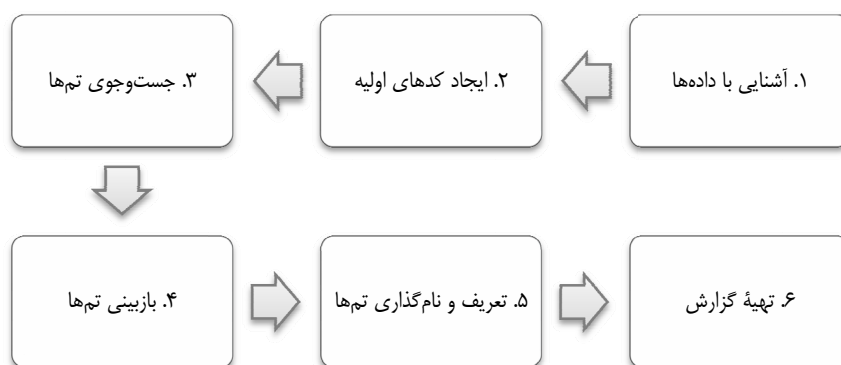 ۱. آشنایی با داده‌ها
۲. ایجاد کدهای اولیه
۳. جست‌وجوی تم‌ها
۴. بازبینی تم‌ها
۵. تعریف و نام‌گذاری تم‌ها
۶. تهیۀ گزارش